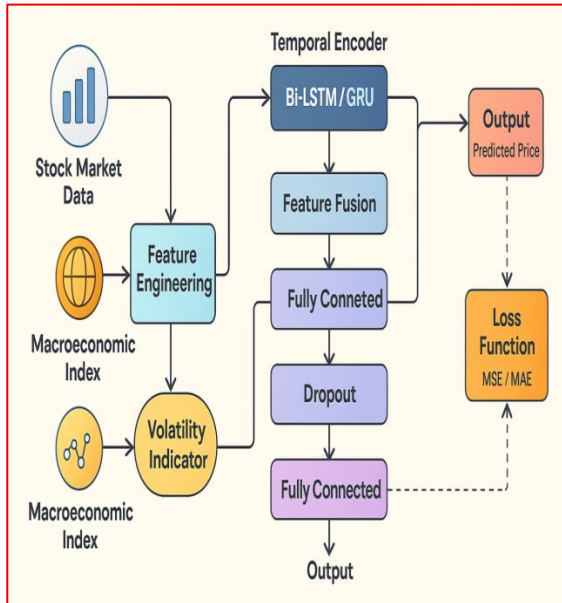 Temporal Encoder
Bi-LSTM / GRU
Output
Predicted Price
Stock Market
Data
Feature Fusion
Feature
Engineering
Fully Conneted
Macroeconomic
Index
Loss
Function
MSE / MAE
Dropout
Volatility
Indicator
Fully Connected
Macroeconomic
Index
Output